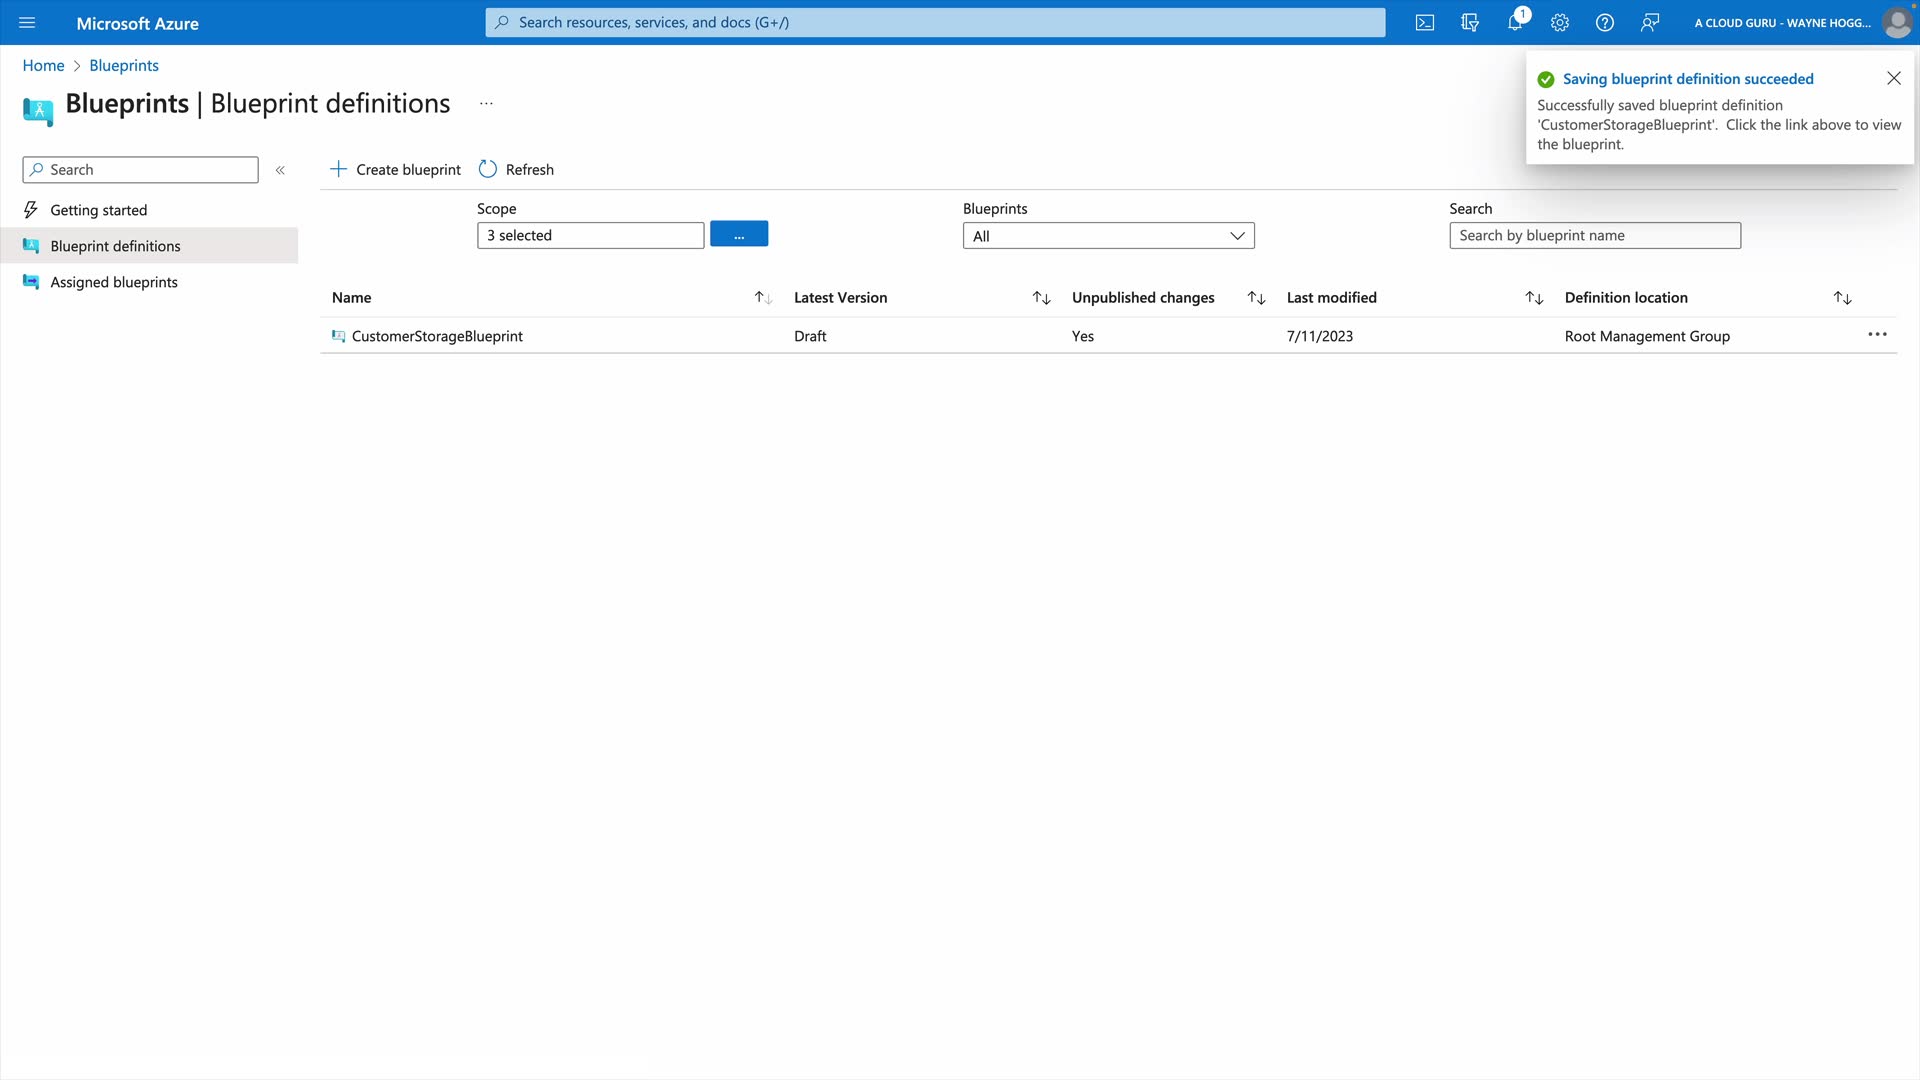 Microsoft Azure
Search resources, services, and docs (G+/)
1
A CLOUD GURU - WAYNE HOGG...
Home > Blueprints
Blueprints | Blueprint definitions ...
Saving blueprint definition succeeded
Successfully saved blueprint definition
'CustomerStorageBlueprint'. Click the link above to view
the blueprint.
Search «
Create blueprint Refresh
Getting started
Blueprint definitions
Assigned blueprints
Scope Blueprints Search
3 selected ... All Search by blueprint name
Name Latest Version Unpublished changes Last modified Definition location
CustomerStorageBlueprint Draft Yes 7/11/2023 Root Management Group ...